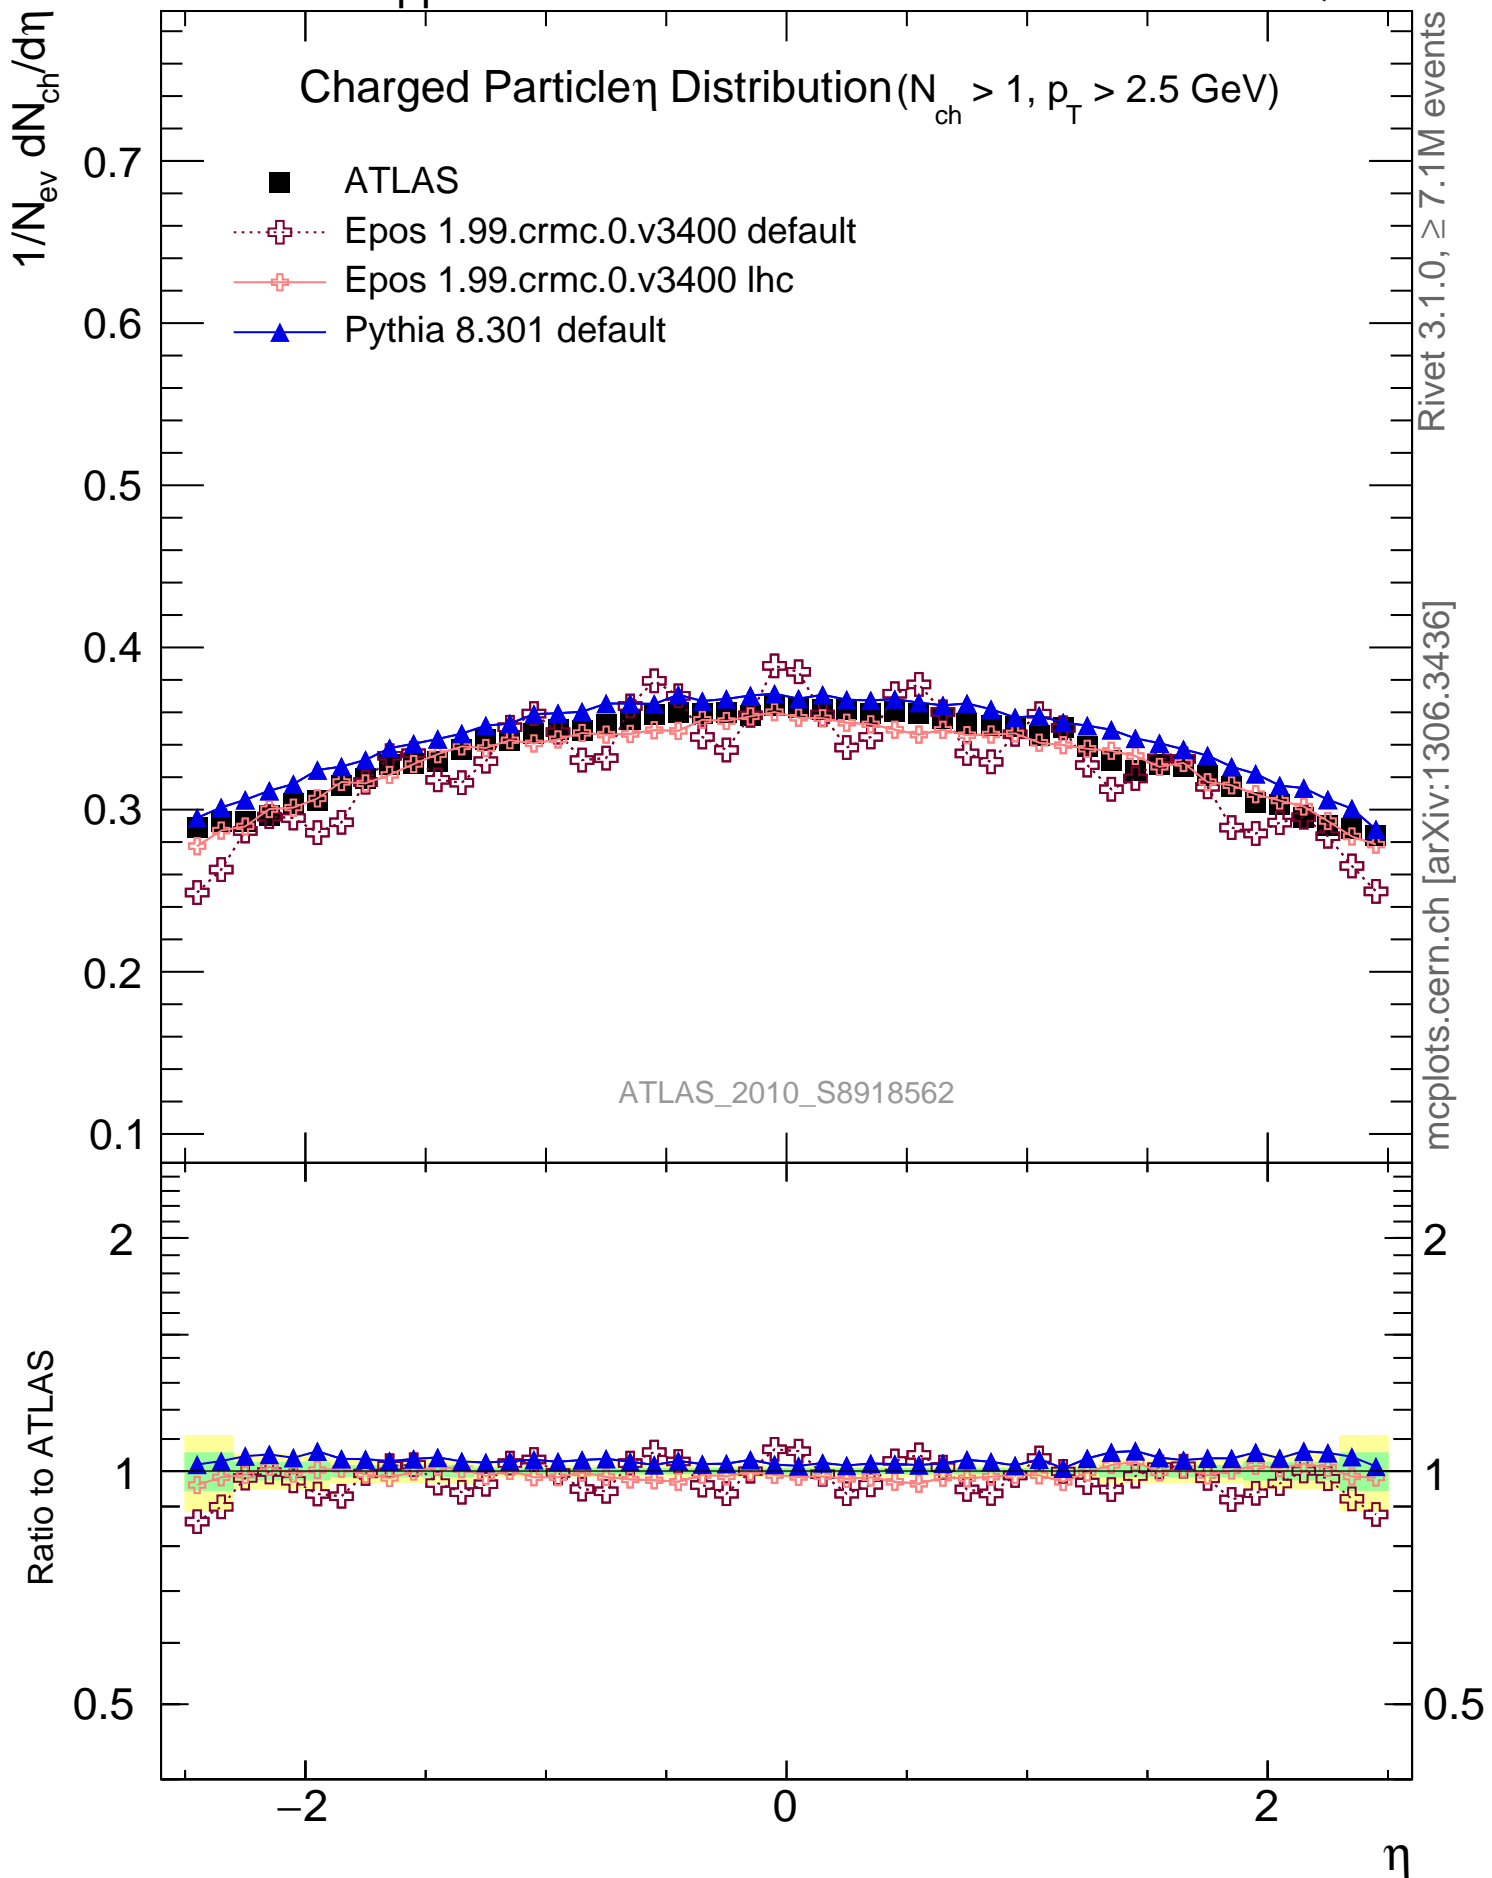 1/N_ev dN_ch/dη
Charged Particleη Distribution (N_ch > 1, p_T > 2.5 GeV)
ATLAS
Epos 1.99.crmc.0.v3400 default
Epos 1.99.crmc.0.v3400 lhc
Pythia 8.301 default
0.7
0.6
0.5
0.4
0.3
0.2
0.1
ATLAS_2010_S8918562
Rivet 3.1.0, ≥ 7.1M events
mcplots.cern.ch [arXiv:1306.3436]
Ratio to ATLAS
2
1
0.5
2
1
0.5
−2
0
2
η